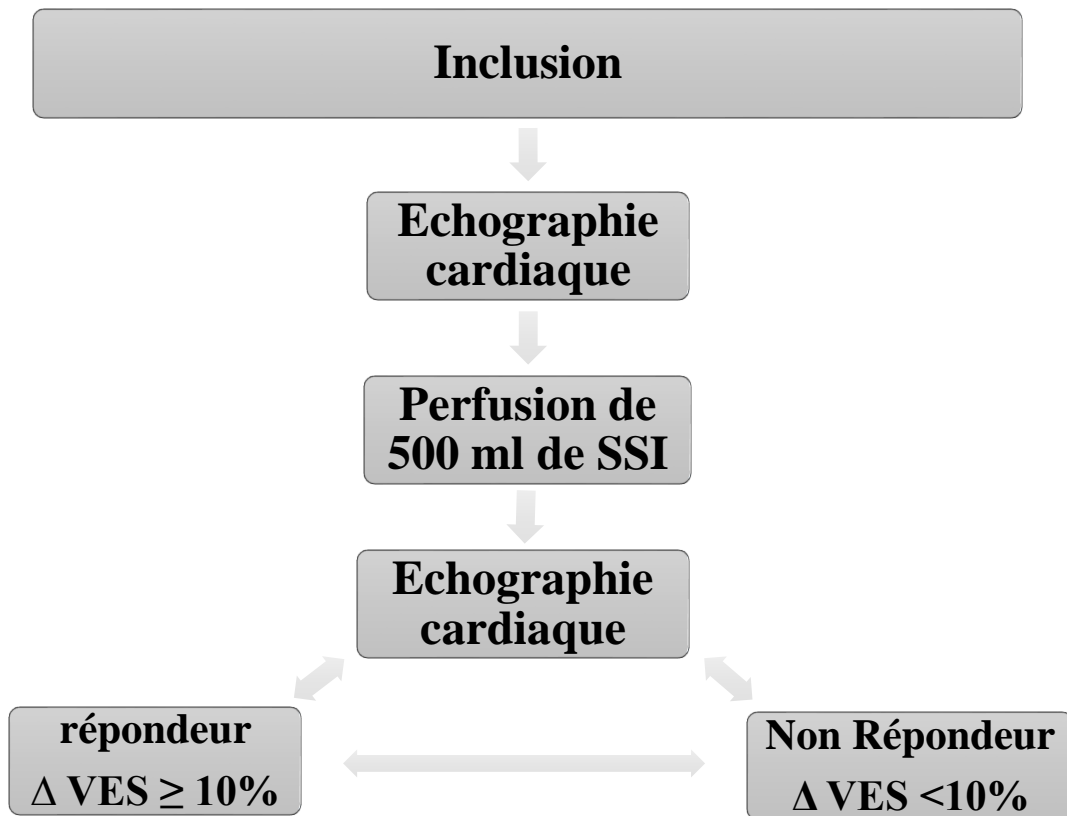 Inclusion
Echographie
cardiaque
Perfusion de
500 ml de SSI
Echographie
cardiaque
répondeur
Δ VES ≥ 10%
Non Répondeur
Δ VES <10%